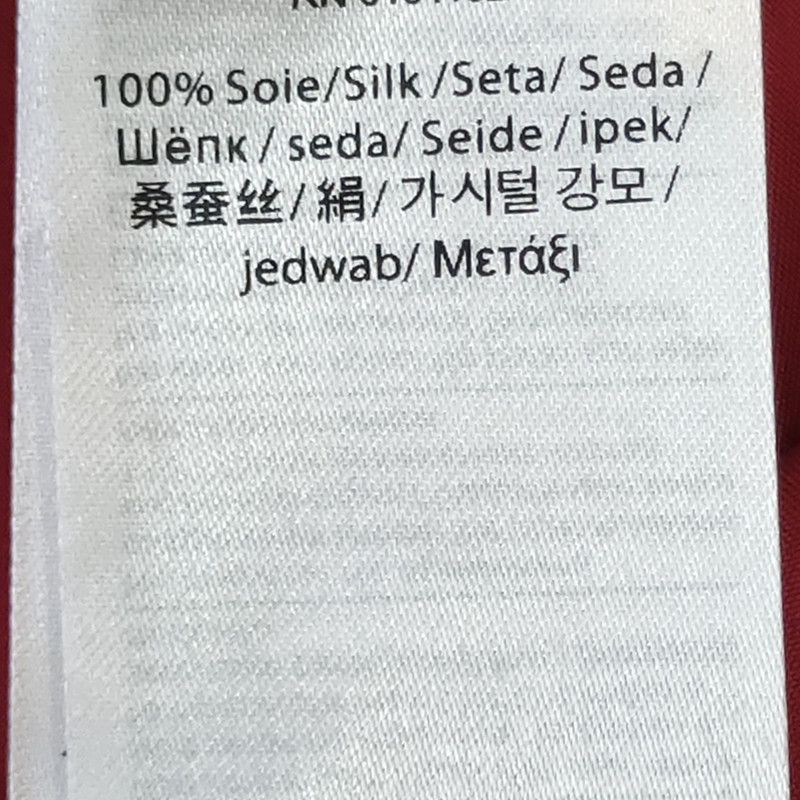 100% Soie/Silk/Seta/ Seda/
Шёпк/ seda/ Seide/ipek/
桑蚕丝/絹/가시털 강모/
jedwab/ Μετάξι